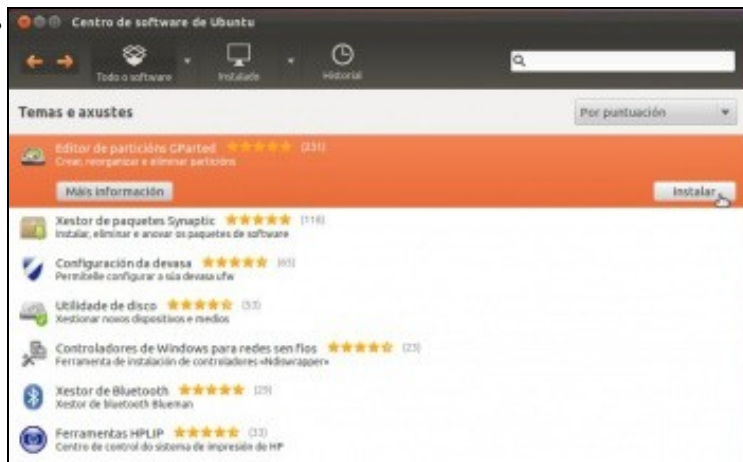 Centro de software de Ubuntu
Todo o software
Instalado
Historial
Temas e axustes
Por puntuación
Editor de particións GParted (231)
Crear, reorganizar e eliminar particións
Máis información
Instalar
Xestor de paquetes Synaptic (116)
Instalar, eliminar e anovar os paquetes de software
Configuración da devasa (65)
Permítelle configurar a súa devasa ufw
Utilidade de disco (53)
Xestionar novos dispositivos e medios
Controladores de Windows para redes sen fíos (23)
Ferramenta de instalación de controladores «Ndiswrapper»
Xestor de Bluetooth (29)
Xestor de bluetooth Blueman
Ferramentas HPLIP (33)
Centro de control do sistema de impresión de HP